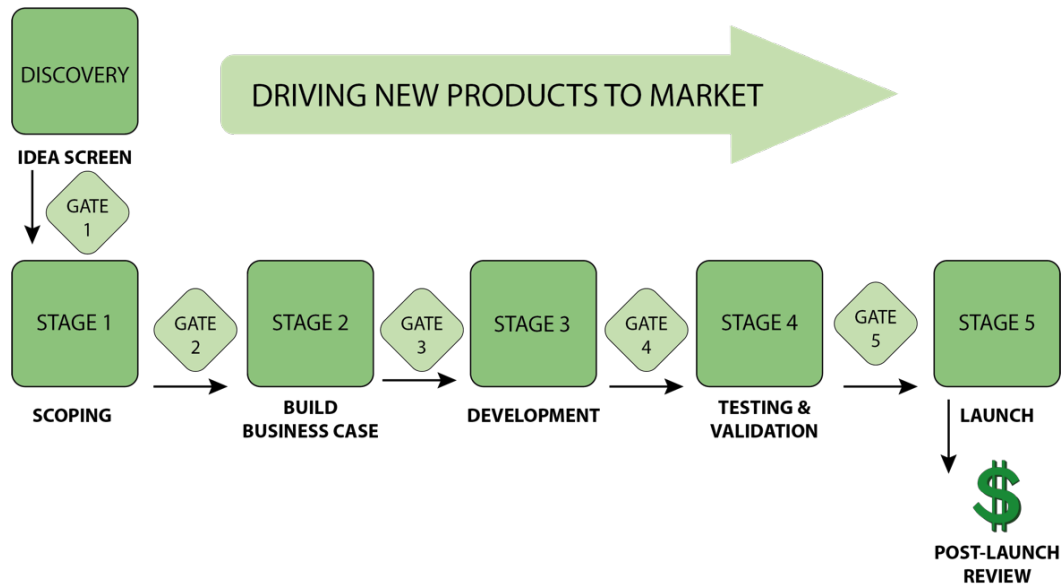 DISCOVERY
DRIVING NEW PRODUCTS TO MARKET
IDEA SCREEN
GATE
1
STAGE 1
GATE
2
STAGE 2
GATE
3
STAGE 3
GATE
4
STAGE 4
GATE
5
STAGE 5
SCOPING
BUILD
BUSINESS CASE
DEVELOPMENT
TESTING &
VALIDATION
LAUNCH
$
POST-LAUNCH
REVIEW